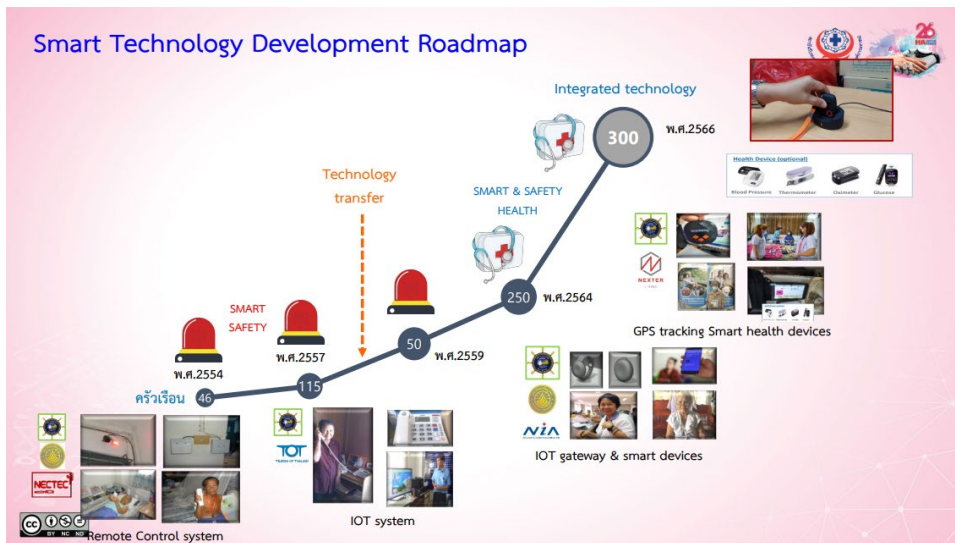 Smart Technology Development Roadmap
26
HA
Integrated technology
300
พ.ศ.2566
Technology
transfer
Health Device (optional)
Blood Pressure
Thermometer
Oximeter
Glucose
SMART & SAFETY
HEALTH
NEXTER
250
พ.ศ.2564
SMART
SAFETY
GPS tracking Smart health devices
พ.ศ.2557
50
พ.ศ.2559
พ.ศ.2554
ครัวเรือน
46
115
TOT
NIA
IOT gateway & smart devices
NECTEC
IOT system
cc
BY NC ND
Remote Control system